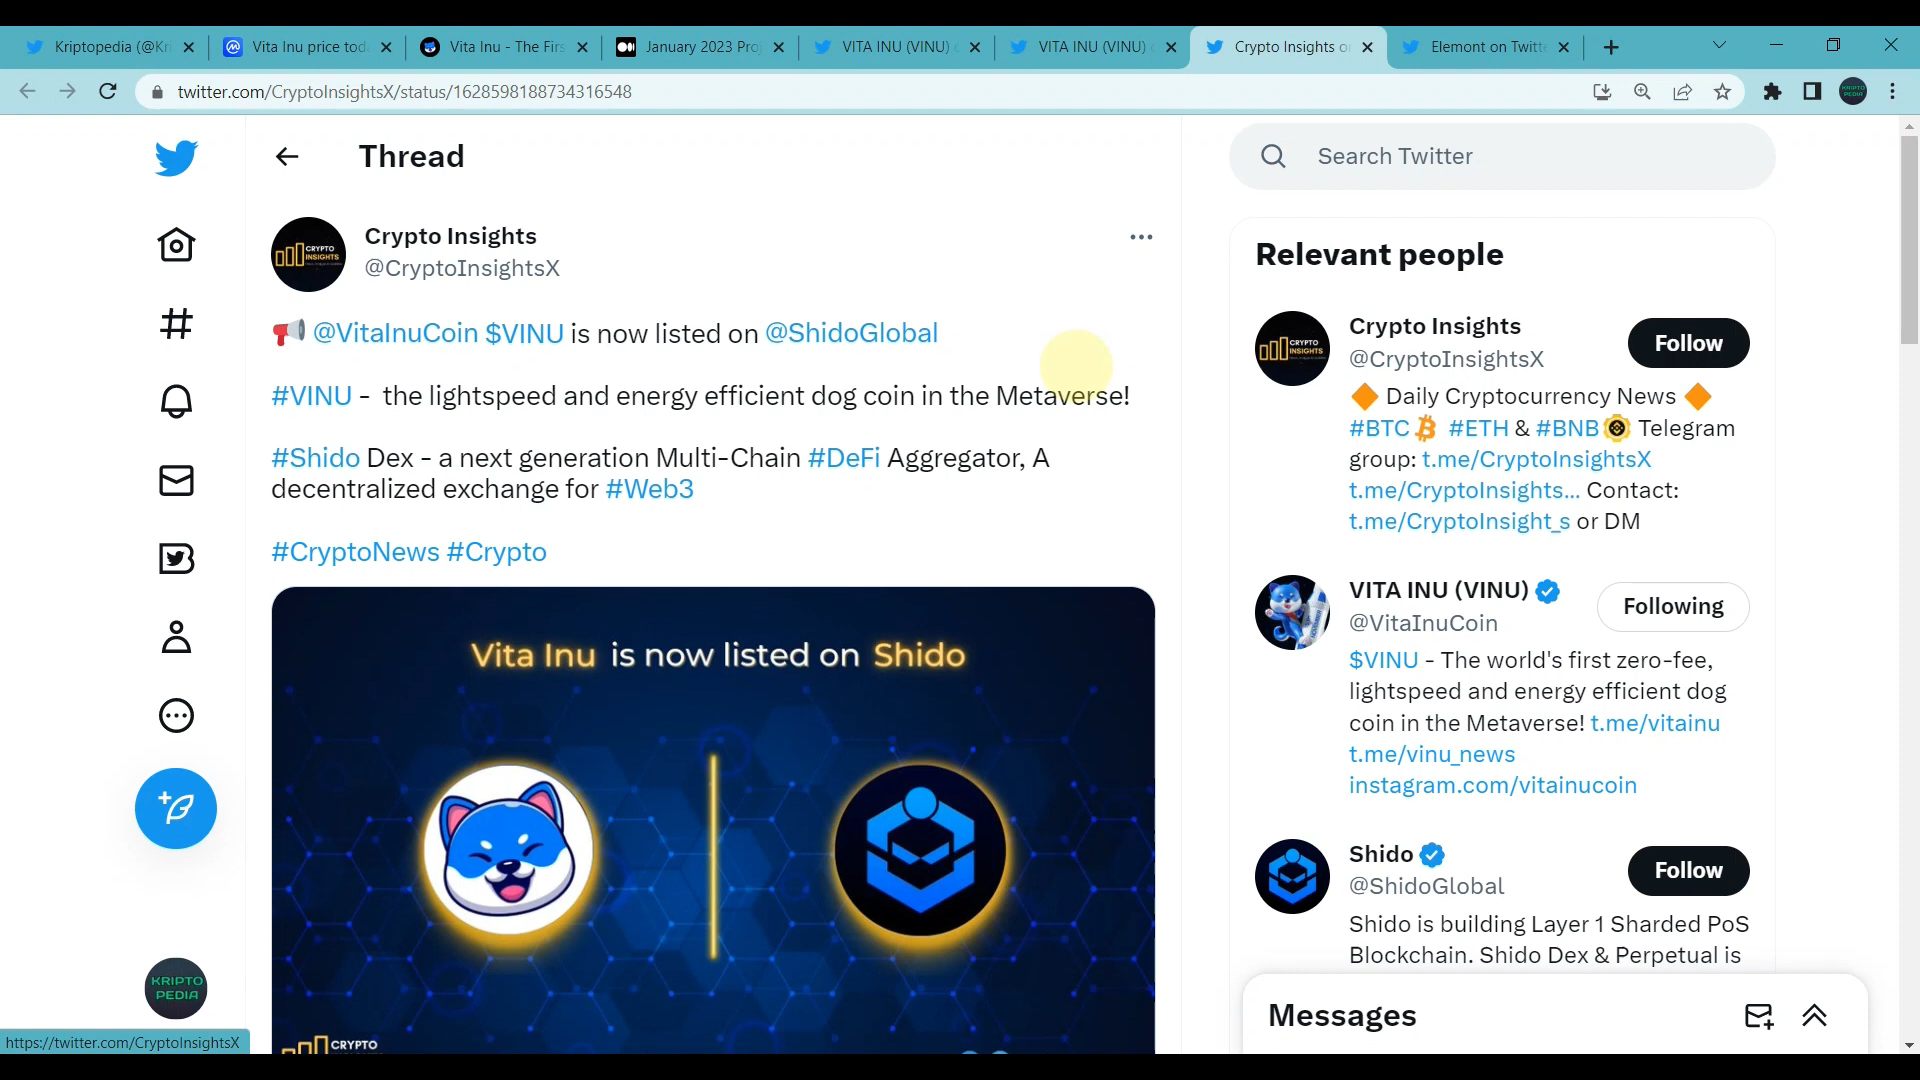 Kriptopedia (@Kri
Vita Inu price toda
Vita Inu - The Firs
January 2023 Proj
VITA INU (VINU) o
VITA INU (VINU) o
Crypto Insights on
Elemont on Twitte
twitter.com/CryptoInsightsX/status/1628598188734316548
Thread
Search Twitter
Crypto Insights
@CryptoInsightsX
@VitaInuCoin $VINU is now listed on @ShidoGlobal
#VINU - the lightspeed and energy efficient dog coin in the Metaverse!
#Shido Dex - a next generation Multi-Chain #DeFi Aggregator, A
decentralized exchange for #Web3
#CryptoNews #Crypto
Vita Inu is now listed on Shido
CRYPTO
Relevant people
CRYPTO
INSIGHTS
Crypto Insights
@CryptoInsightsX
Follow
Daily Cryptocurrency News
#BTC #ETH & #BNB Telegram
group: t.me/CryptoInsightsX
t.me/CryptoInsights... Contact:
t.me/CryptoInsight_s or DM
VITA INU (VINU)
@VitaInuCoin
Following
$VINU - The world's first zero-fee,
lightspeed and energy efficient dog
coin in the Metaverse! t.me/vitainu
t.me/vinu_news
instagram.com/vitainucoin
Shido
@ShidoGlobal
Follow
Shido is building Layer 1 Sharded PoS
Blockchain. Shido Dex & Perpetual is
Messages
KRIPTO
PEDIA
https://twitter.com/CryptoInsightsX